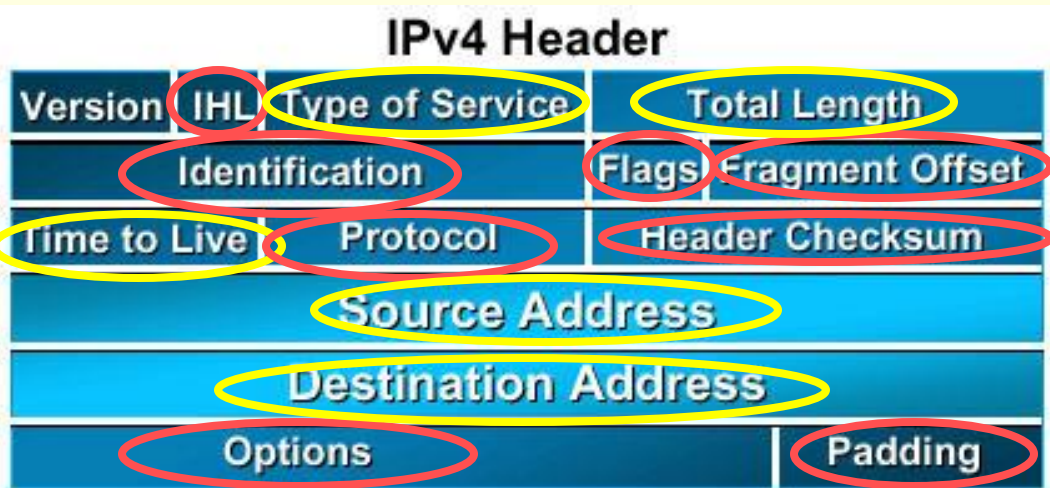 IPv4 Header
Version IHL Type of Service Total Length
Identification Flags Fragment Offset
Time to Live Protocol Header Checksum
Source Address
Destination Address
Options Padding